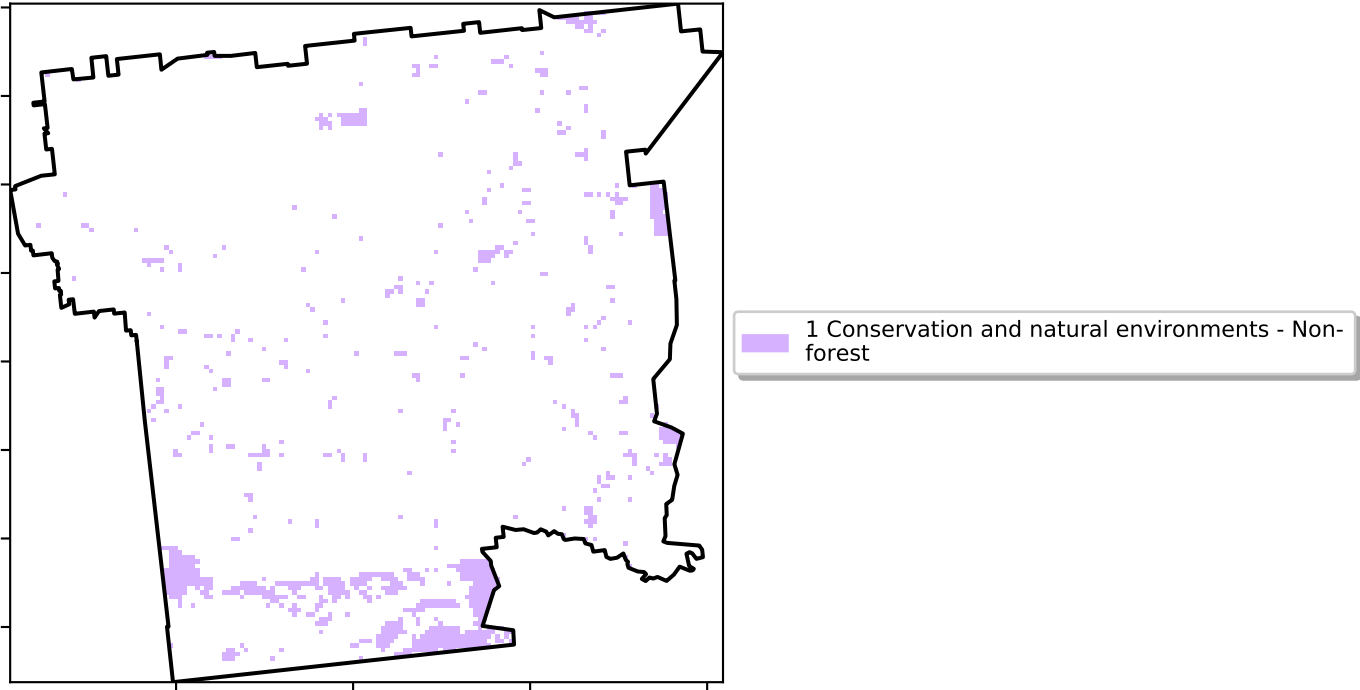 1 Conservation and natural environments - Non-
forest